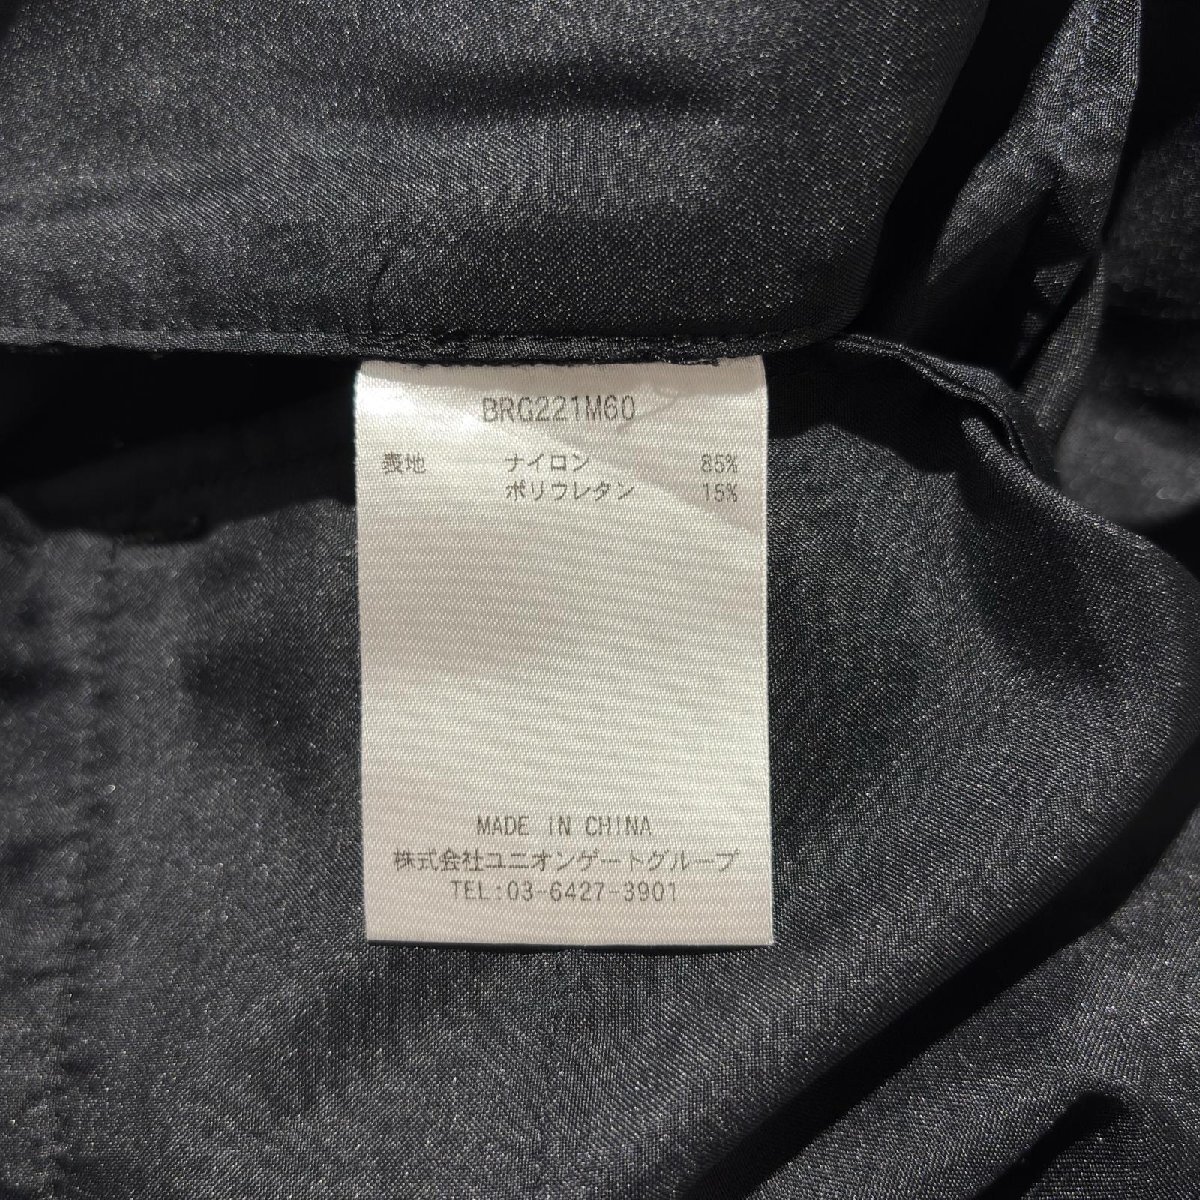 BRG221M60
表地 ナイロン 85%
ポリウレタン 15%
MADE IN CHINA
株式会社ユニオンゲートグループ
TEL:03-6427-3901